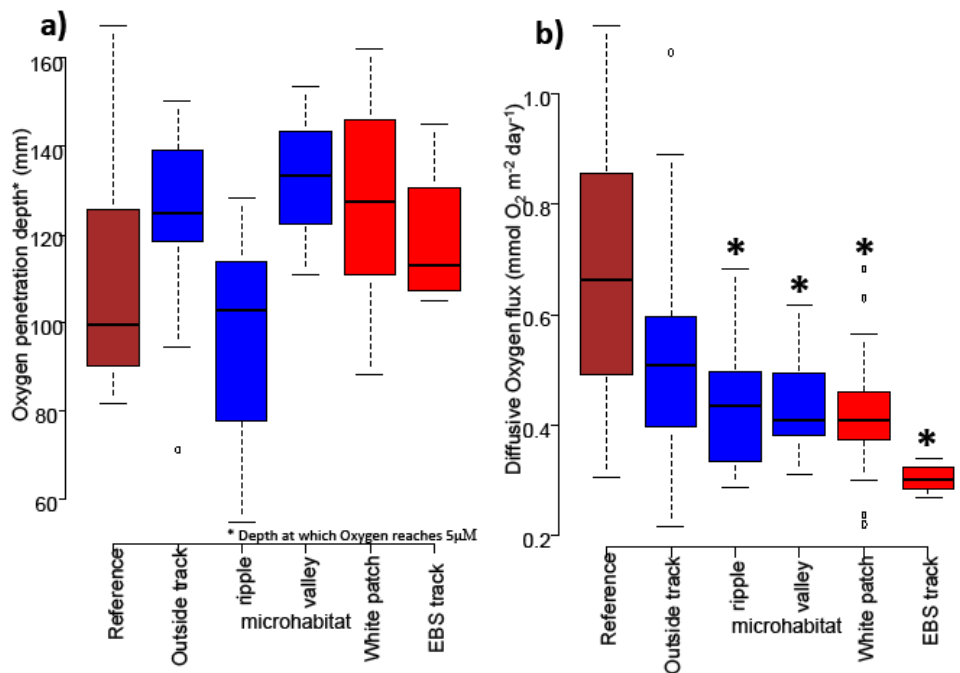 a)
Oxygen penetration depth* (mm)
160
140
120
100
80
60
* Depth at which Oxygen reaches 5µM
Reference
Outside track
ripple
valley
White patch
EBS track
microhabitat
b)
Diffusive Oxygen flux (mmol O₂ m⁻² day⁻¹)
1.0
0.8
0.6
0.4
0.2
*
*
*
*
Reference
Outside track
ripple
valley
White patch
EBS track
microhabitat